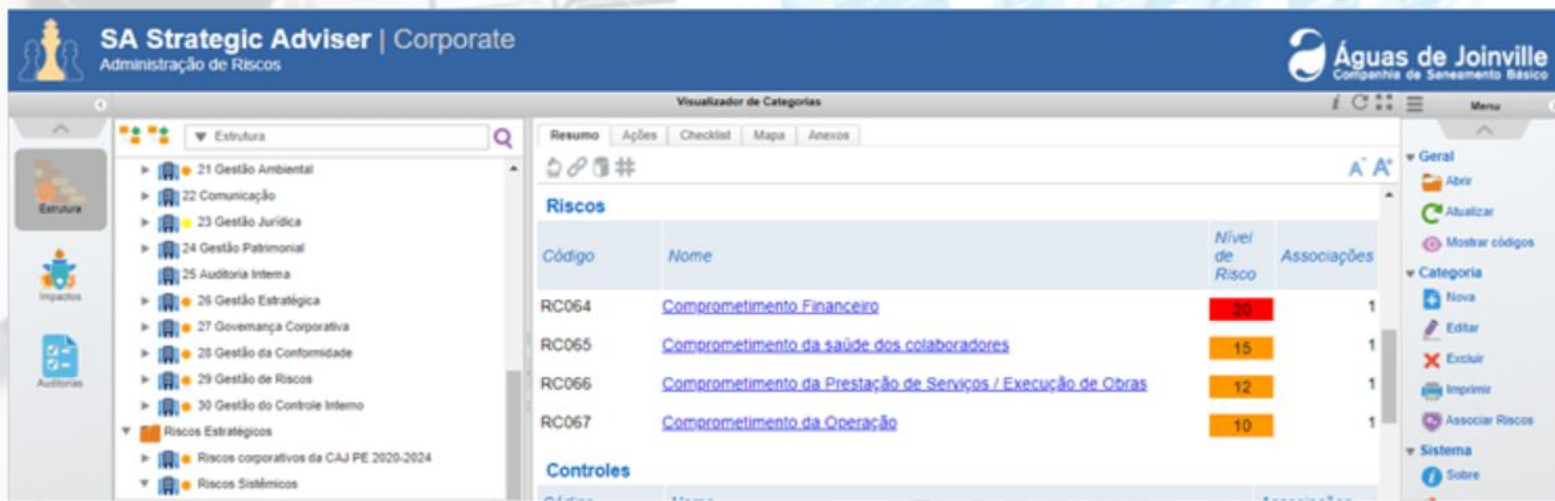 SA Strategic Adviser | Corporate
Administração de Riscos
Águas de Joinville
Companhia de Saneamento Básico
Visualizador de Categorias
Menu
Estrutura
Impactos
Auditorias
Estrutura
21 Gestão Ambiental
22 Comunicação
23 Gestão Jurídica
24 Gestão Patrimonial
25 Auditoria Interna
26 Gestão Estratégica
27 Governança Corporativa
28 Gestão da Conformidade
29 Gestão de Riscos
30 Gestão do Controle Interno
Riscos Estratégicos
Riscos corporativos da CAJ PE 2020-2024
Riscos Sistêmicos
Resumo Ações Checklist Mapa Anexos
A- A+
Riscos
Código Nome Nível de Risco Associações
RC064 Comprometimento Financeiro 20 1
RC065 Comprometimento da saúde dos colaboradores 15 1
RC066 Comprometimento da Prestação de Serviços / Execução de Obras 12 1
RC067 Comprometimento da Operação 10 1
Controles
Código Nome Associações
Geral
Abrir
Atualizar
Mostrar códigos
Categoria
Nova
Editar
Excluir
Imprimir
Associar Riscos
Sistema
Sobre